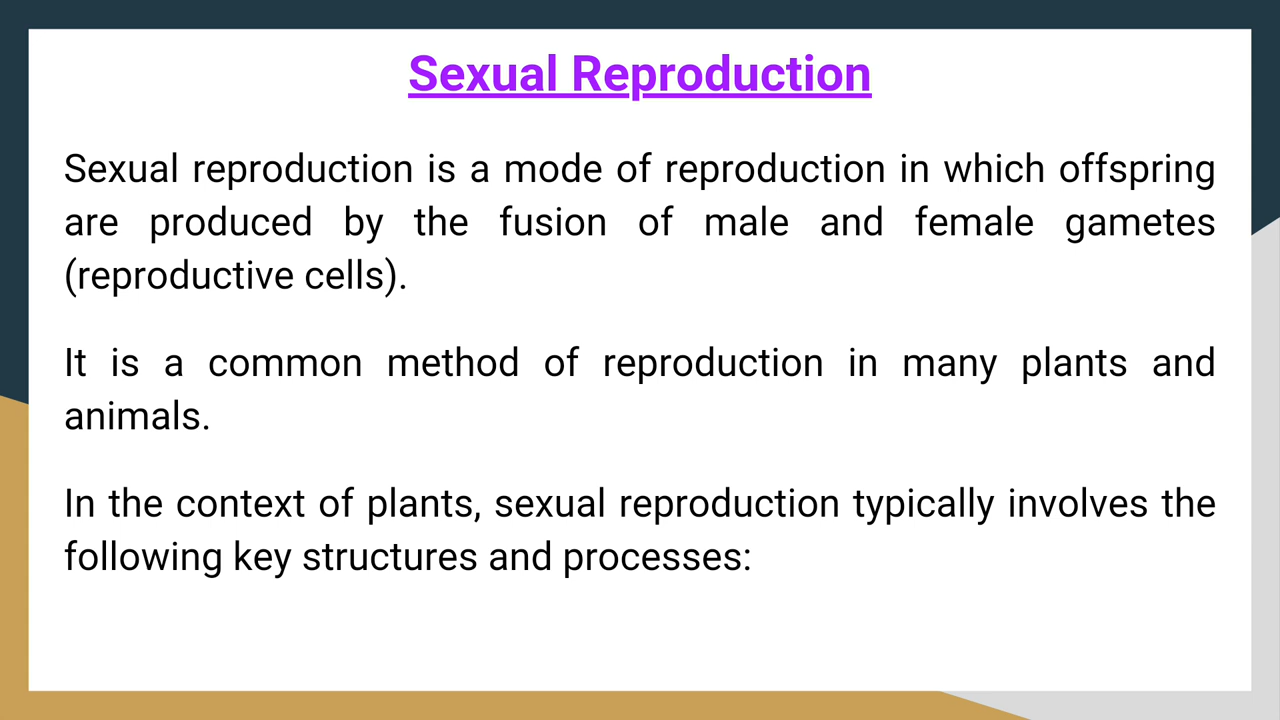 Sexual Reproduction
Sexual reproduction is a mode of reproduction in which offspring
are produced by the fusion of male and female gametes
(reproductive cells).
It is a common method of reproduction in many plants and
animals.
In the context of plants, sexual reproduction typically involves the
following key structures and processes: